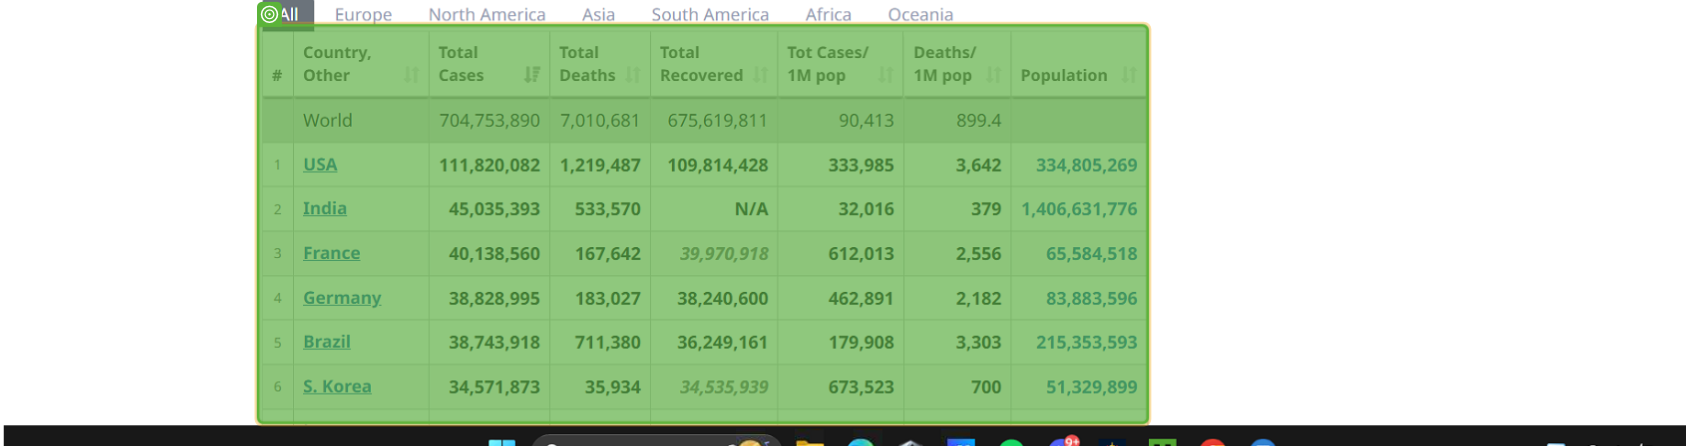 All Europe North America Asia South America Africa Oceania
# Country, Other Total Cases Total Deaths Total Recovered Tot Cases/ 1M pop Deaths/ 1M pop Population
World 704,753,890 7,010,681 675,619,811 90,413 899.4
1 USA 111,820,082 1,219,487 109,814,428 333,985 3,642 334,805,269
2 India 45,035,393 533,570 N/A 32,016 379 1,406,631,776
3 France 40,138,560 167,642 39,970,918 612,013 2,556 65,584,518
4 Germany 38,828,995 183,027 38,240,600 462,891 2,182 83,883,596
5 Brazil 38,743,918 711,380 36,249,161 179,908 3,303 215,353,593
6 S. Korea 34,571,873 35,934 34,535,939 673,523 700 51,329,899
9+